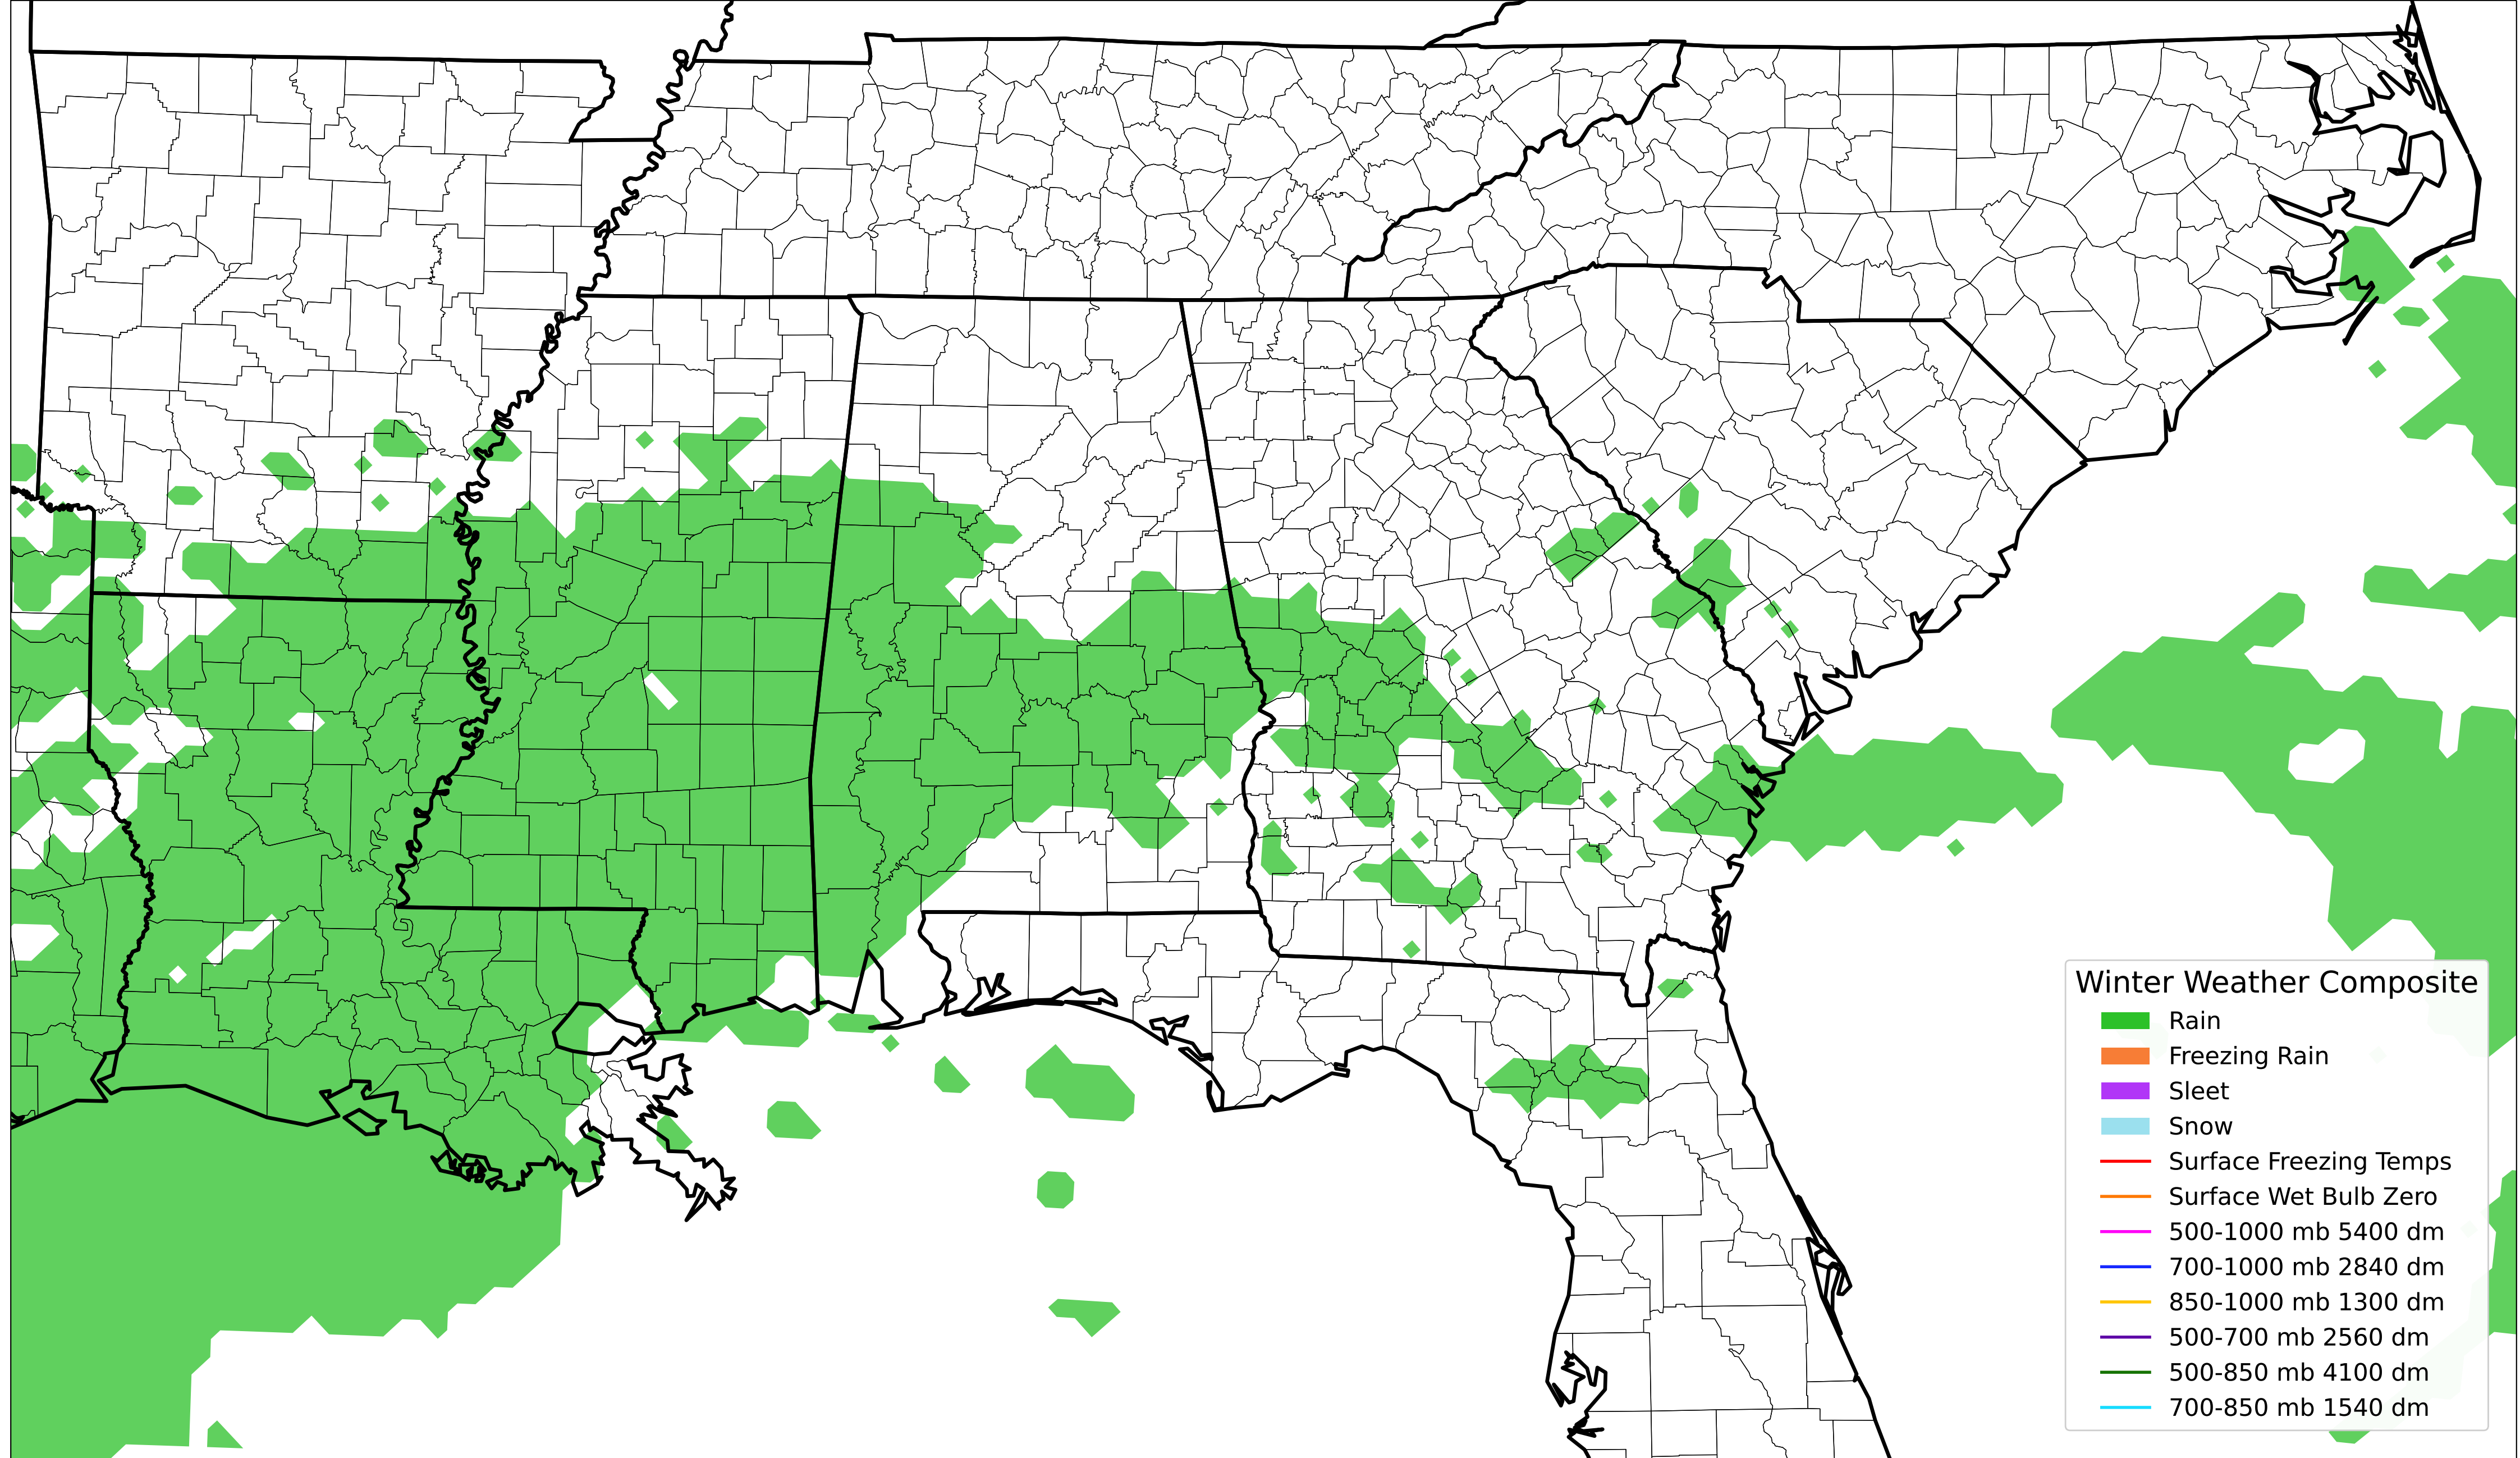 Winter Weather Composite
Rain
Freezing Rain
Sleet
Snow
Surface Freezing Temps
Surface Wet Bulb Zero
500-1000 mb 5400 dm
700-1000 mb 2840 dm
850-1000 mb 1300 dm
500-700 mb 2560 dm
500-850 mb 4100 dm
700-850 mb 1540 dm